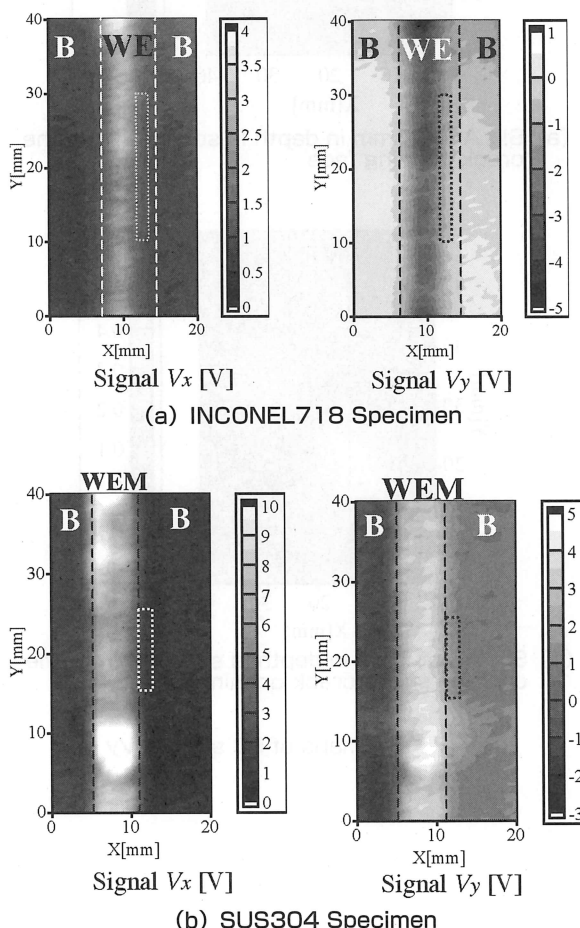 B WE B
40
30
20
10
0
Y[mm]
0 10 20
X[mm]
4
3.5
3
2.5
2
1.5
1
0.5
0
Signal Vx [V]
B WE B
40
30
20
10
0
Y[mm]
0 10 20
X[mm]
1
0
-1
-2
-3
-4
-5
Signal Vy [V]
(a) INCONEL718 Specimen
WEM
B B
40
30
20
10
0
Y[mm]
0 10 20
X[mm]
10
9
8
7
6
5
4
3
2
1
0
Signal Vx [V]
WEM
B B
40
30
20
10
0
Y[mm]
0 10 20
X[mm]
5
4
3
2
1
0
-1
-2
-3
Signal Vy [V]
(b) SUS304 Specimen